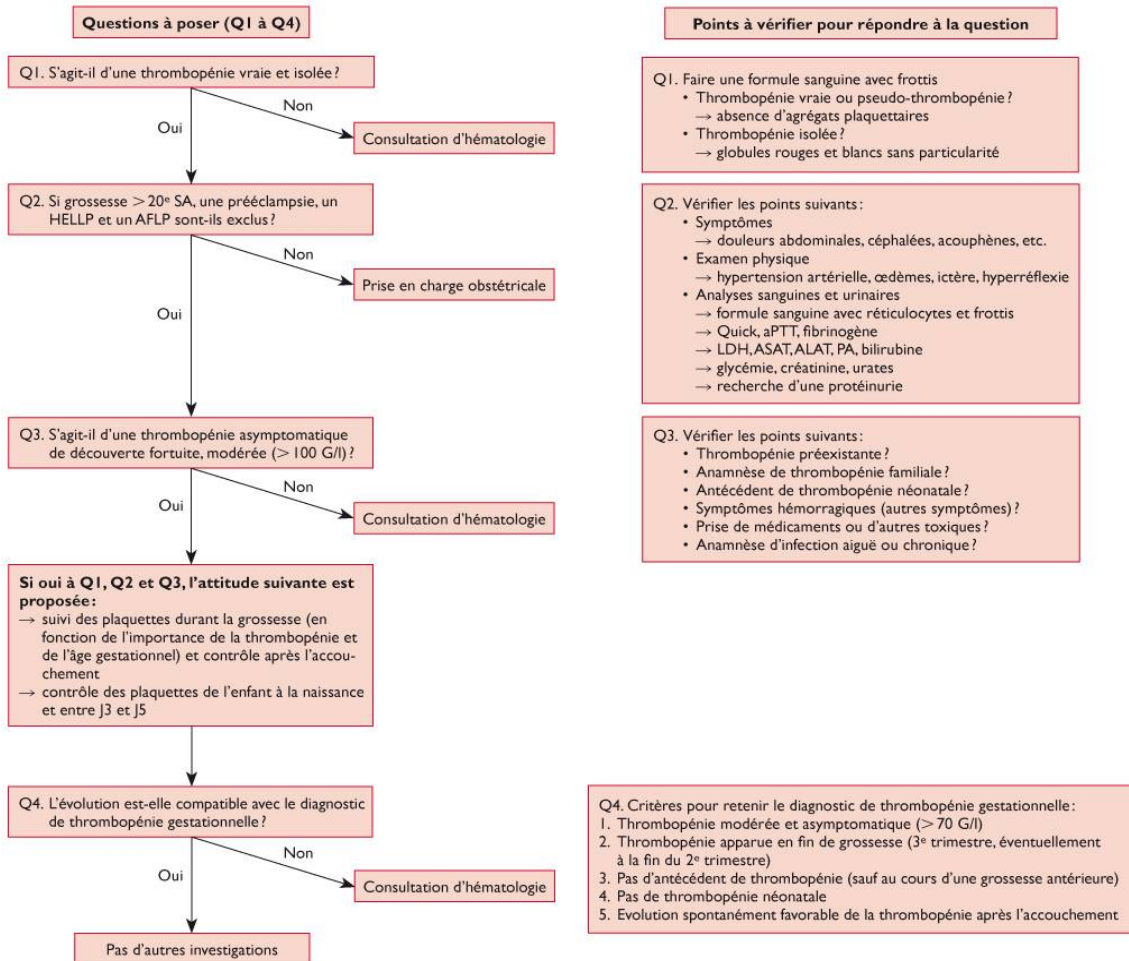 Questions à poser (Q1 à Q4)
Q1. S'agit-il d'une thrombopénie vraie et isolée ?
Non
Oui
Consultation d'hématologie
Q2. Si grossesse > 20e SA, une prééclampsie, un
HELLP et un AFLP sont-ils exclus ?
Non
Prise en charge obstétricale
Oui
Q3. S'agit-il d'une thrombopénie asymptomatique
de découverte fortuite, modérée (> 100 G/l) ?
Non
Oui
Consultation d'hématologie
Si oui à Q1, Q2 et Q3, l'attitude suivante est
proposée :
→ suivi des plaquettes durant la grossesse (en
fonction de l'importance de la thrombopénie et
de l'âge gestationnel) et contrôle après l'accou-
chement
→ contrôle des plaquettes de l'enfant à la naissance
et entre J3 et J5
Q4. L'évolution est-elle compatible avec le diagnostic
de thrombopénie gestationnelle ?
Non
Oui
Consultation d'hématologie
Pas d'autres investigations
Points à vérifier pour répondre à la question
Q1. Faire une formule sanguine avec frottis
• Thrombopénie vraie ou pseudo-thrombopénie ?
→ absence d'agrégats plaquettaires
• Thrombopénie isolée ?
→ globules rouges et blancs sans particularité
Q2. Vérifier les points suivants :
• Symptômes
→ douleurs abdominales, céphalées, acouphènes, etc.
• Examen physique
→ hypertension artérielle, œdèmes, ictère, hyperréflexie
• Analyses sanguines et urinaires
→ formule sanguine avec réticulocytes et frottis
→ Quick, aPTT, fibrinogène
→ LDH, ASAT, ALAT, PA, bilirubine
→ glycémie, créatinine, urates
→ recherche d'une protéinurie
Q3. Vérifier les points suivants :
• Thrombopénie préexistante ?
• Anamnèse de thrombopénie familiale ?
• Antécédent de thrombopénie néonatale ?
• Symptômes hémorragiques (autres symptômes) ?
• Prise de médicaments ou d'autres toxiques ?
• Anamnèse d'infection aiguë ou chronique ?
Q4. Critères pour retenir le diagnostic de thrombopénie gestationnelle :
1. Thrombopénie modérée et asymptomatique (> 70 G/l)
2. Thrombopénie apparue en fin de grossesse (3e trimestre, éventuellement
à la fin du 2e trimestre)
3. Pas d'antécédent de thrombopénie (sauf au cours d'une grossesse antérieure)
4. Pas de thrombopénie néonatale
5. Evolution spontanément favorable de la thrombopénie après l'accouchement